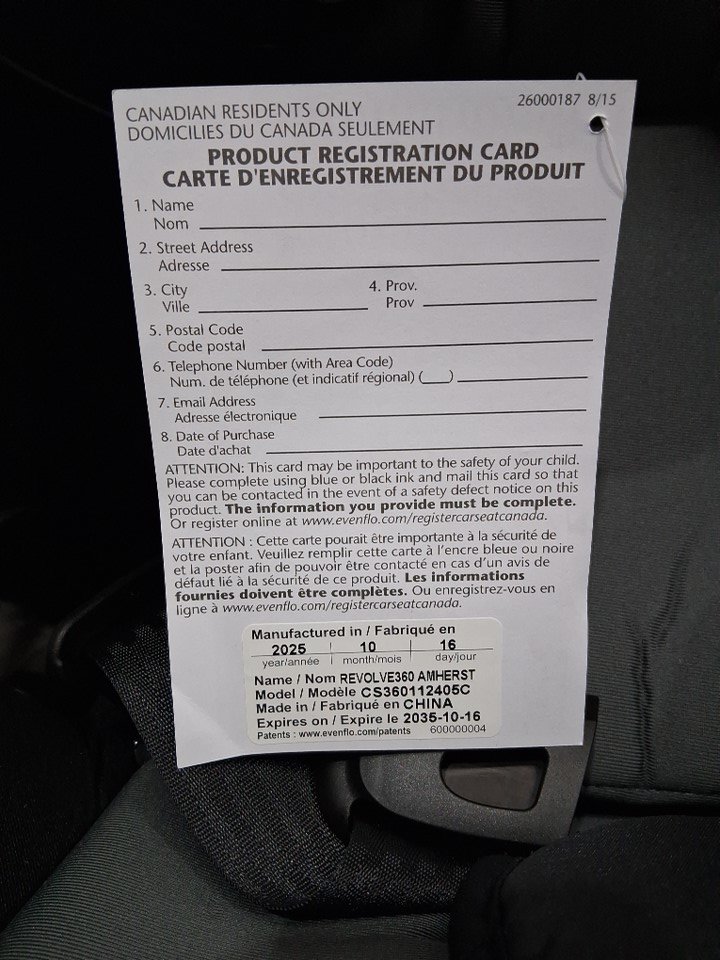 CANADIAN RESIDENTS ONLY
DOMICILIES DU CANADA SEULEMENT
26000187 8/15
PRODUCT REGISTRATION CARD
CARTE D'ENREGISTREMENT DU PRODUIT
1. Name
Nom
2. Street Address
Adresse
3. City
Ville
4. Prov.
Prov
5. Postal Code
Code postal
6. Telephone Number (with Area Code)
Num. de téléphone (et indicatif régional) (___)
7. Email Address
Adresse électronique
8. Date of Purchase
Date d'achat
ATTENTION: This card may be important to the safety of your child.
Please complete using blue or black ink and mail this card so that
you can be contacted in the event of a safety defect notice on this
product. The information you provide must be complete.
Or register online at www.evenflo.com/registercarseatcanada.
ATTENTION : Cette carte pourait être importante à la sécurité de
votre enfant. Veuillez remplir cette carte à l'encre bleue ou noire
et la poster afin de pouvoir être contacté en cas d'un avis de
défaut lié à la sécurité de ce produit. Les informations
fournies doivent être complètes. Ou enregistrez-vous en
ligne à www.evenflo.com/registercarseatcanada.
Manufactured in / Fabriqué en
2025 | 10 | 16
year/année | month/mois | day/jour
Name / Nom REVOLVE360 AMHERST
Model / Modèle CS360112405C
Made in / Fabriqué en CHINA
Expires on / Expire le 2035-10-16
Patents : www.evenflo.com/patents 600000004